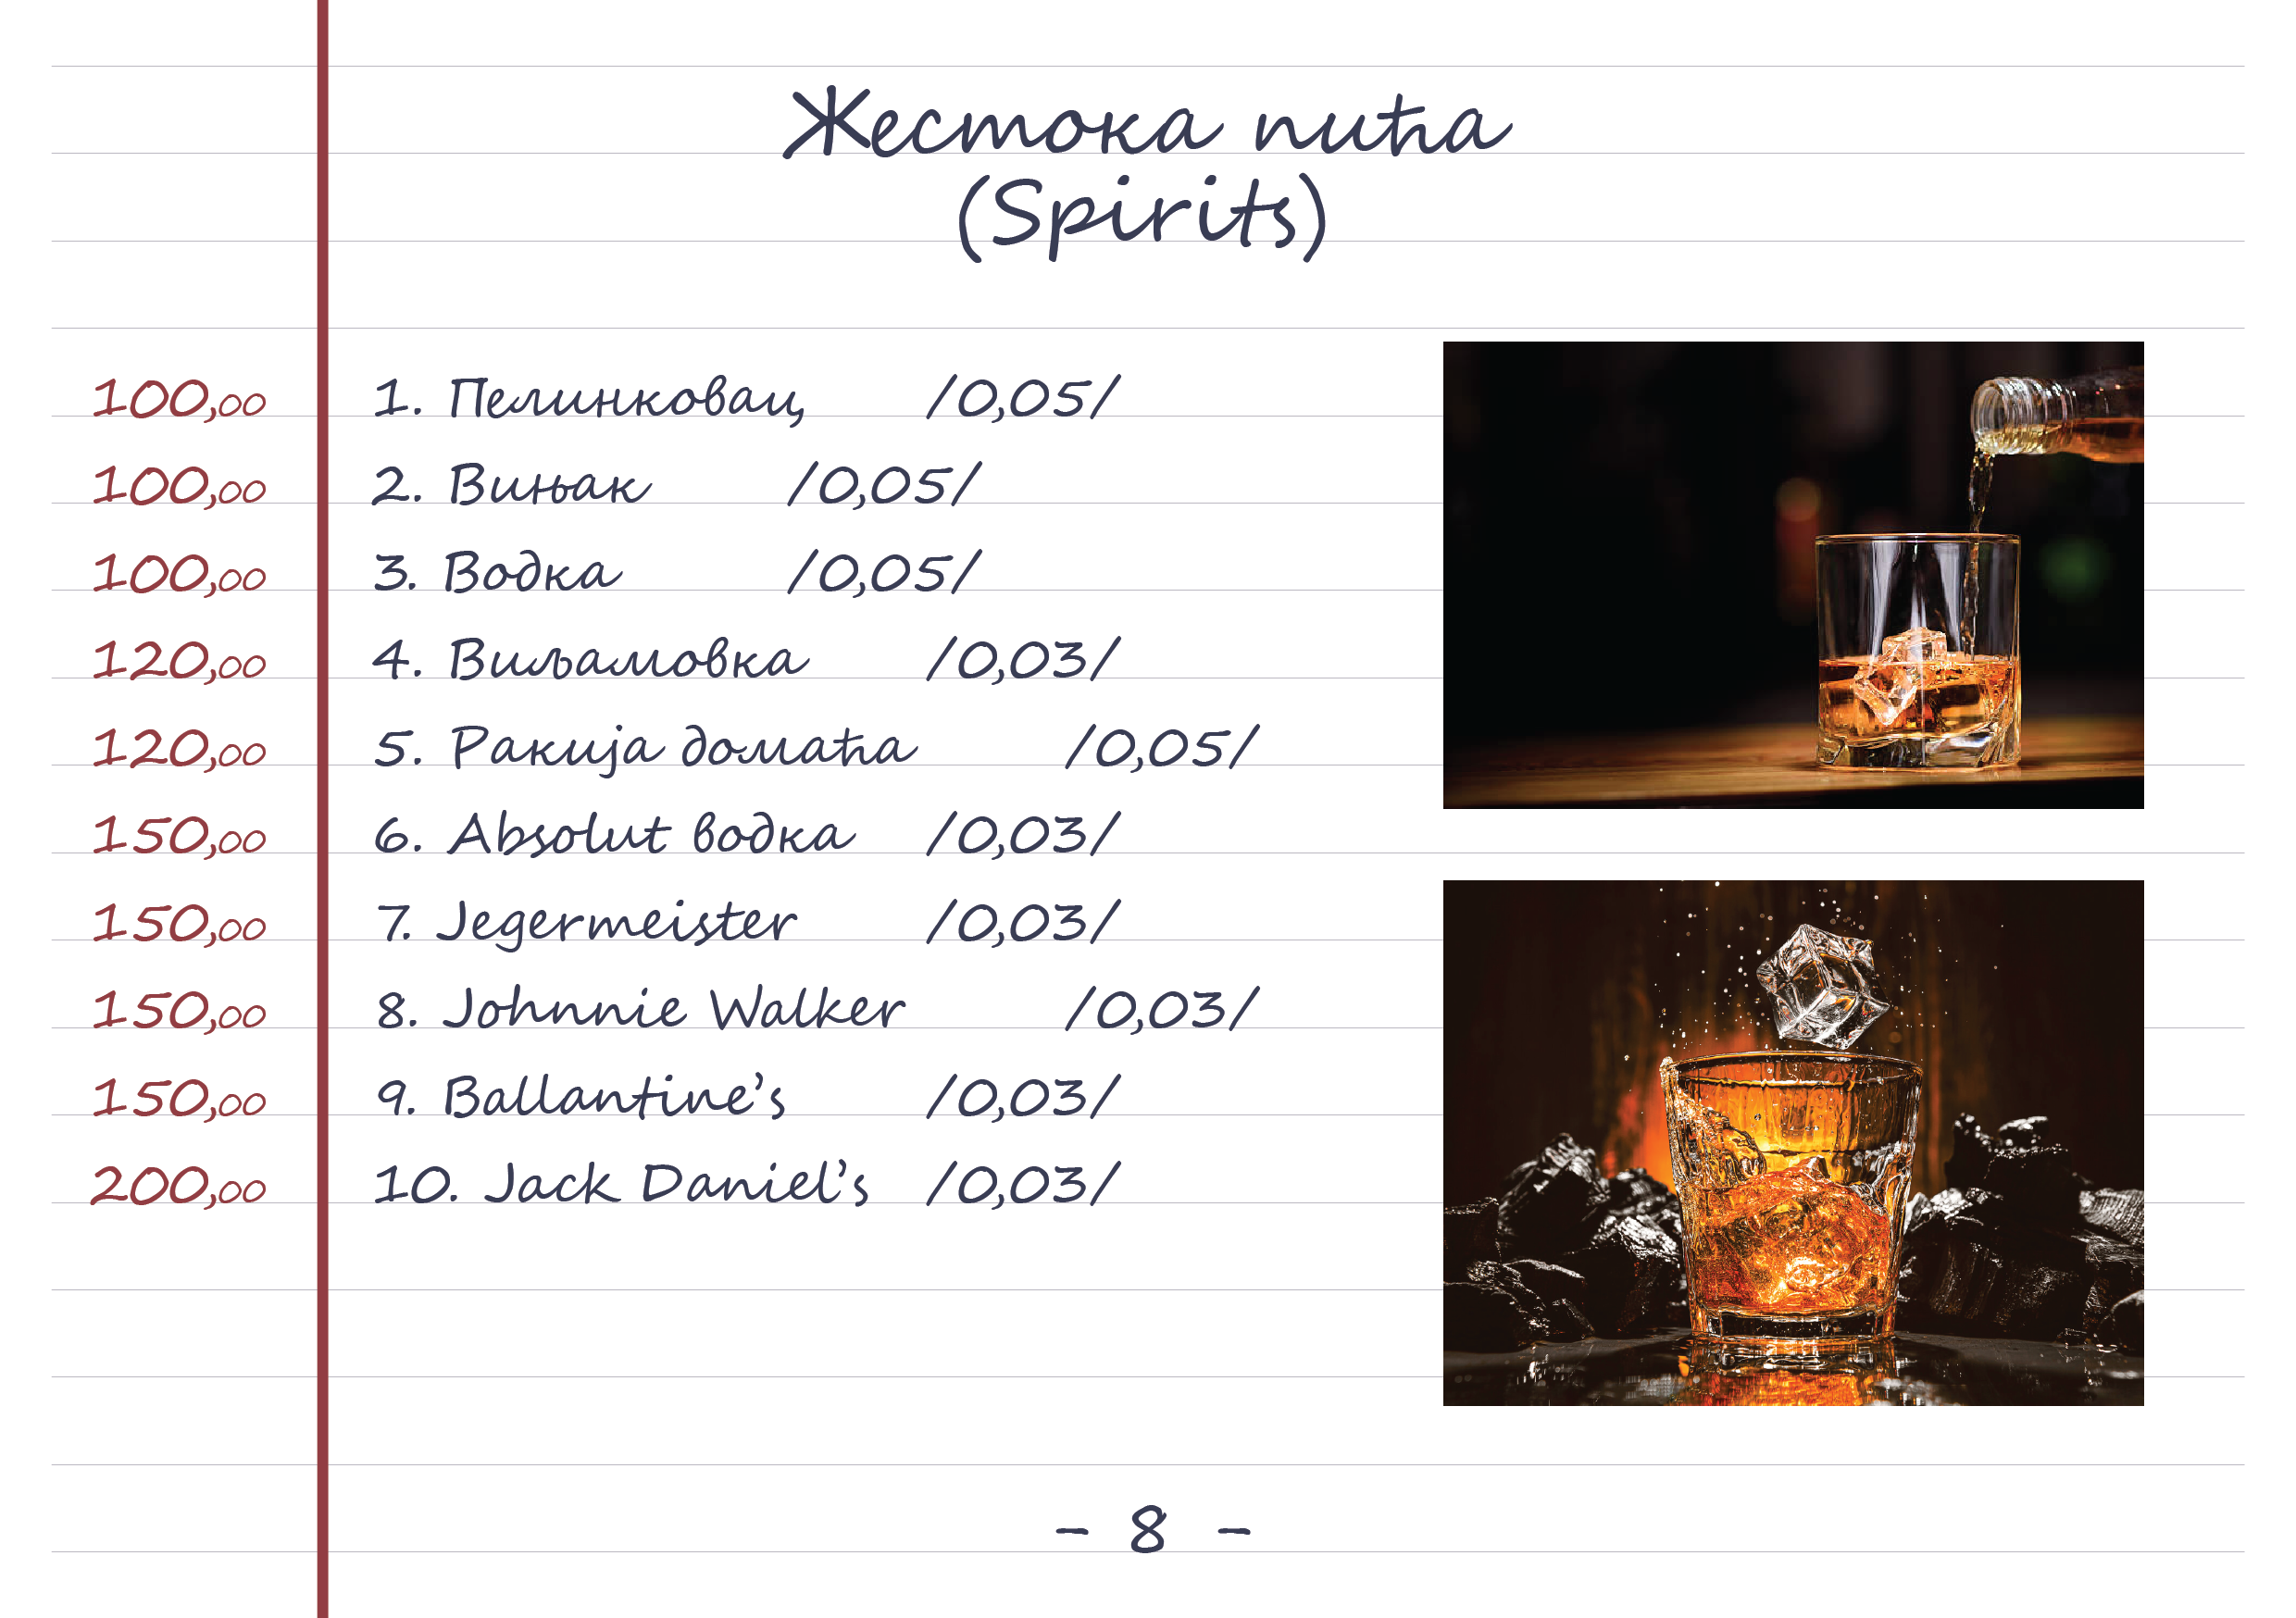 Жестока пића
(Spirits)
100,00 1. Пелинковац /0,05/
100,00 2. Вињак /0,05/
100,00 3. Водка /0,05/
120,00 4. Виљамовка /0,03/
120,00 5. Ракија домаћа /0,05/
150,00 6. Absolut водка /0,03/
150,00 7. Jegermeister /0,03/
150,00 8. Johnnie Walker /0,03/
150,00 9. Ballantine’s /0,03/
200,00 10. Jack Daniel’s /0,03/
- 8 -